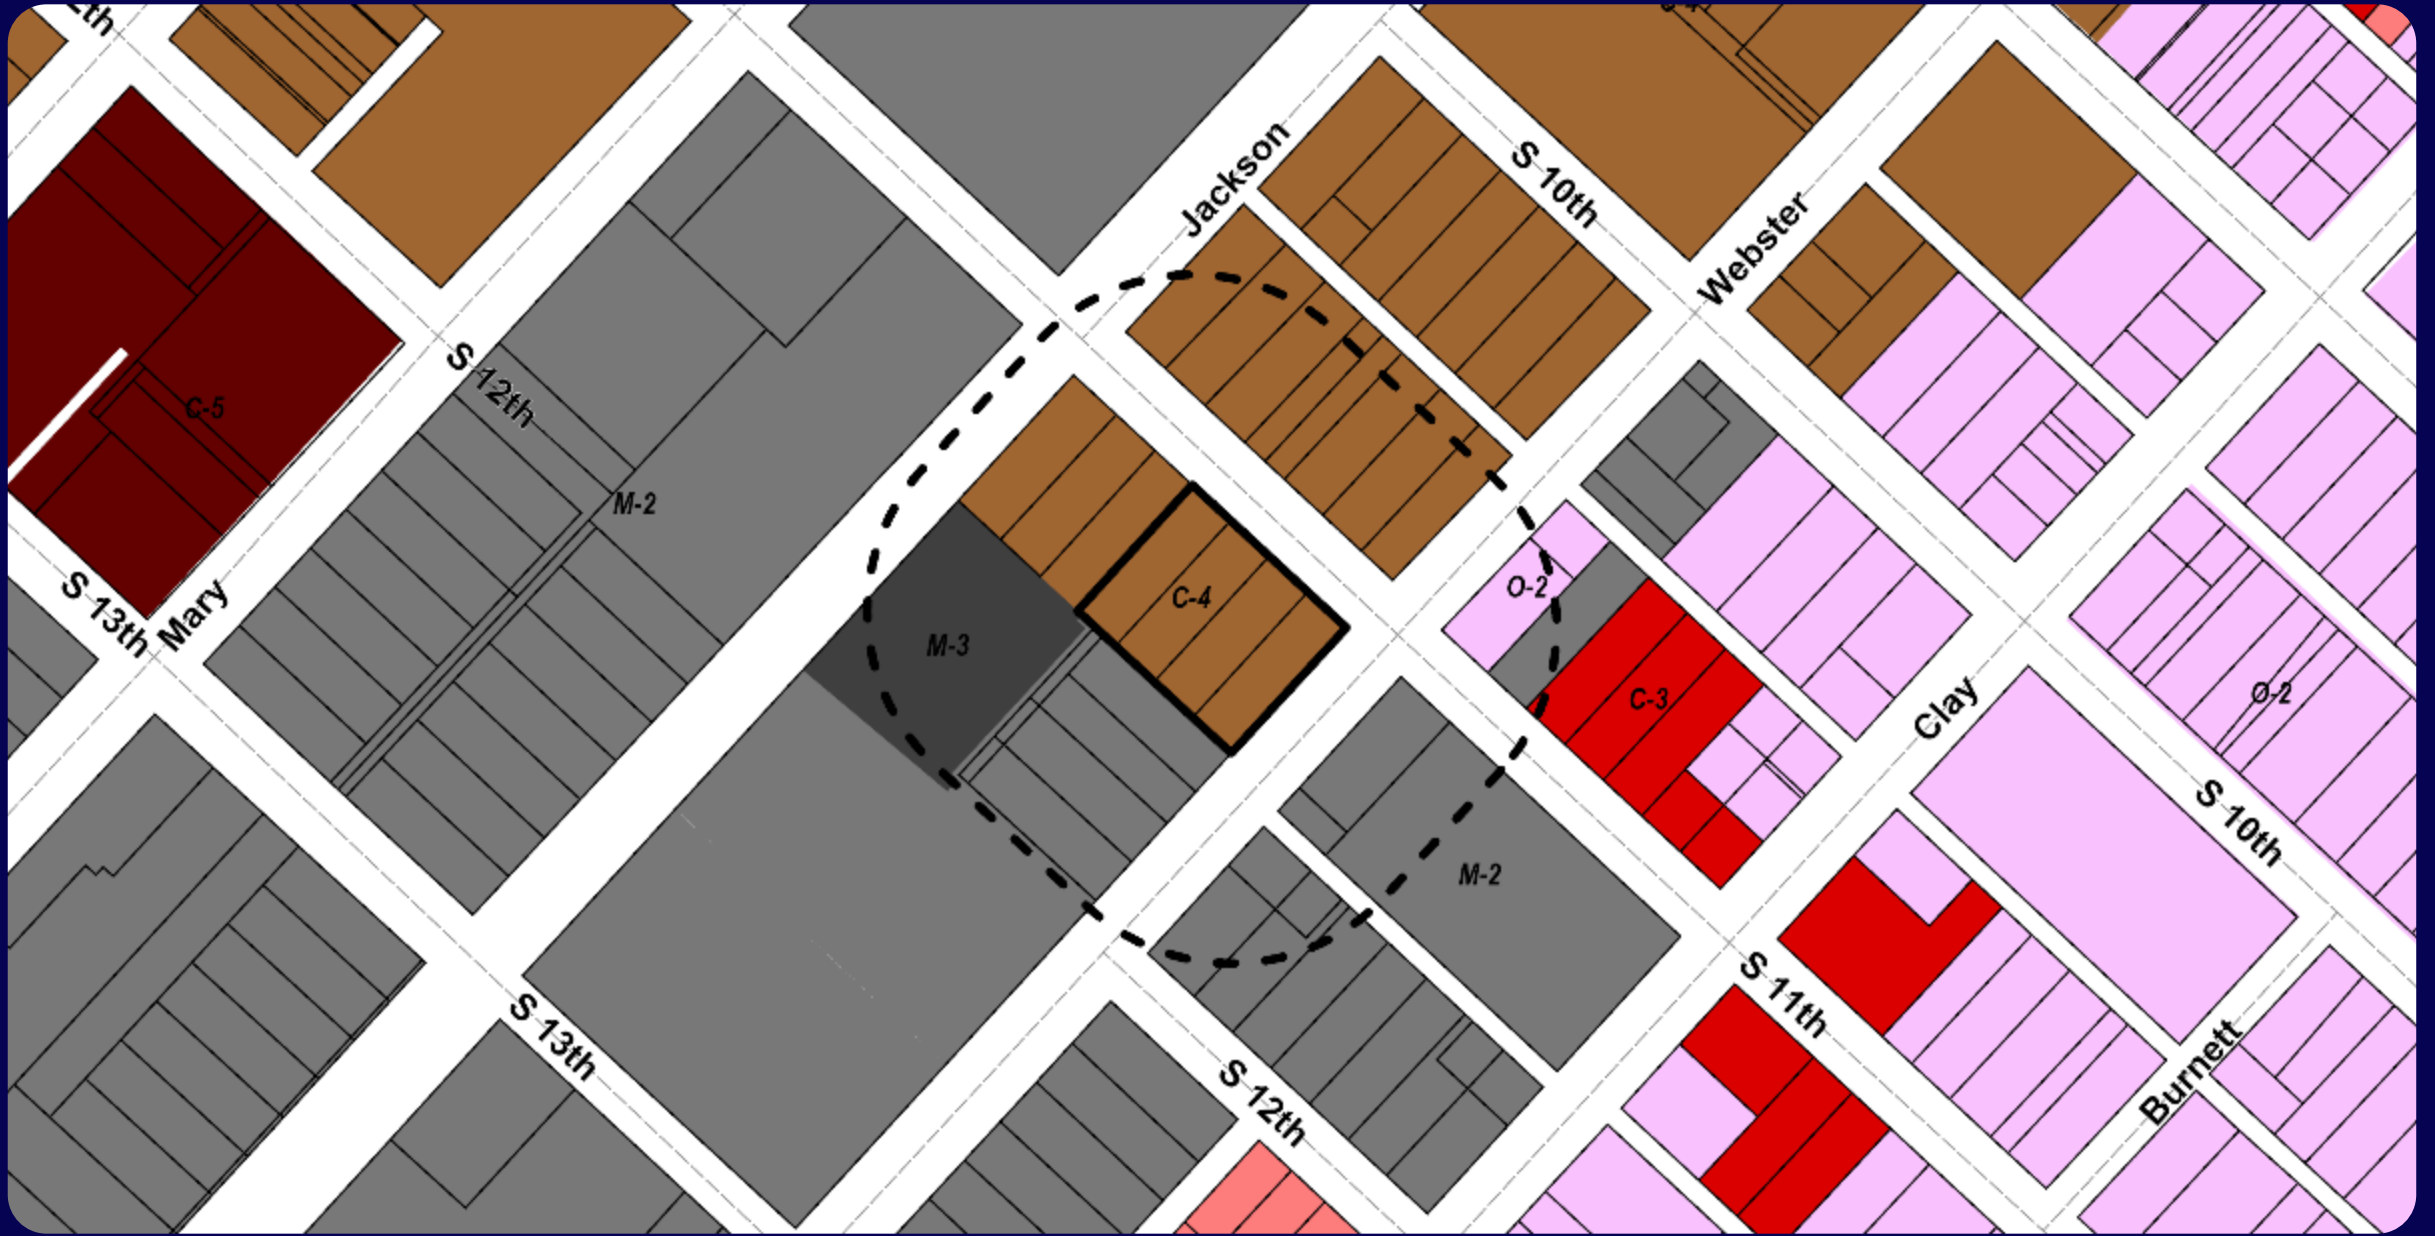 Jackson
S 10th
Webster
S 12th
C-5
M-2
S 13th
Mary
C-4
O-2
M-3
C-3
O-2
Clay
S 10th
M-2
S 11th
S 13th
S 12th
Burnett